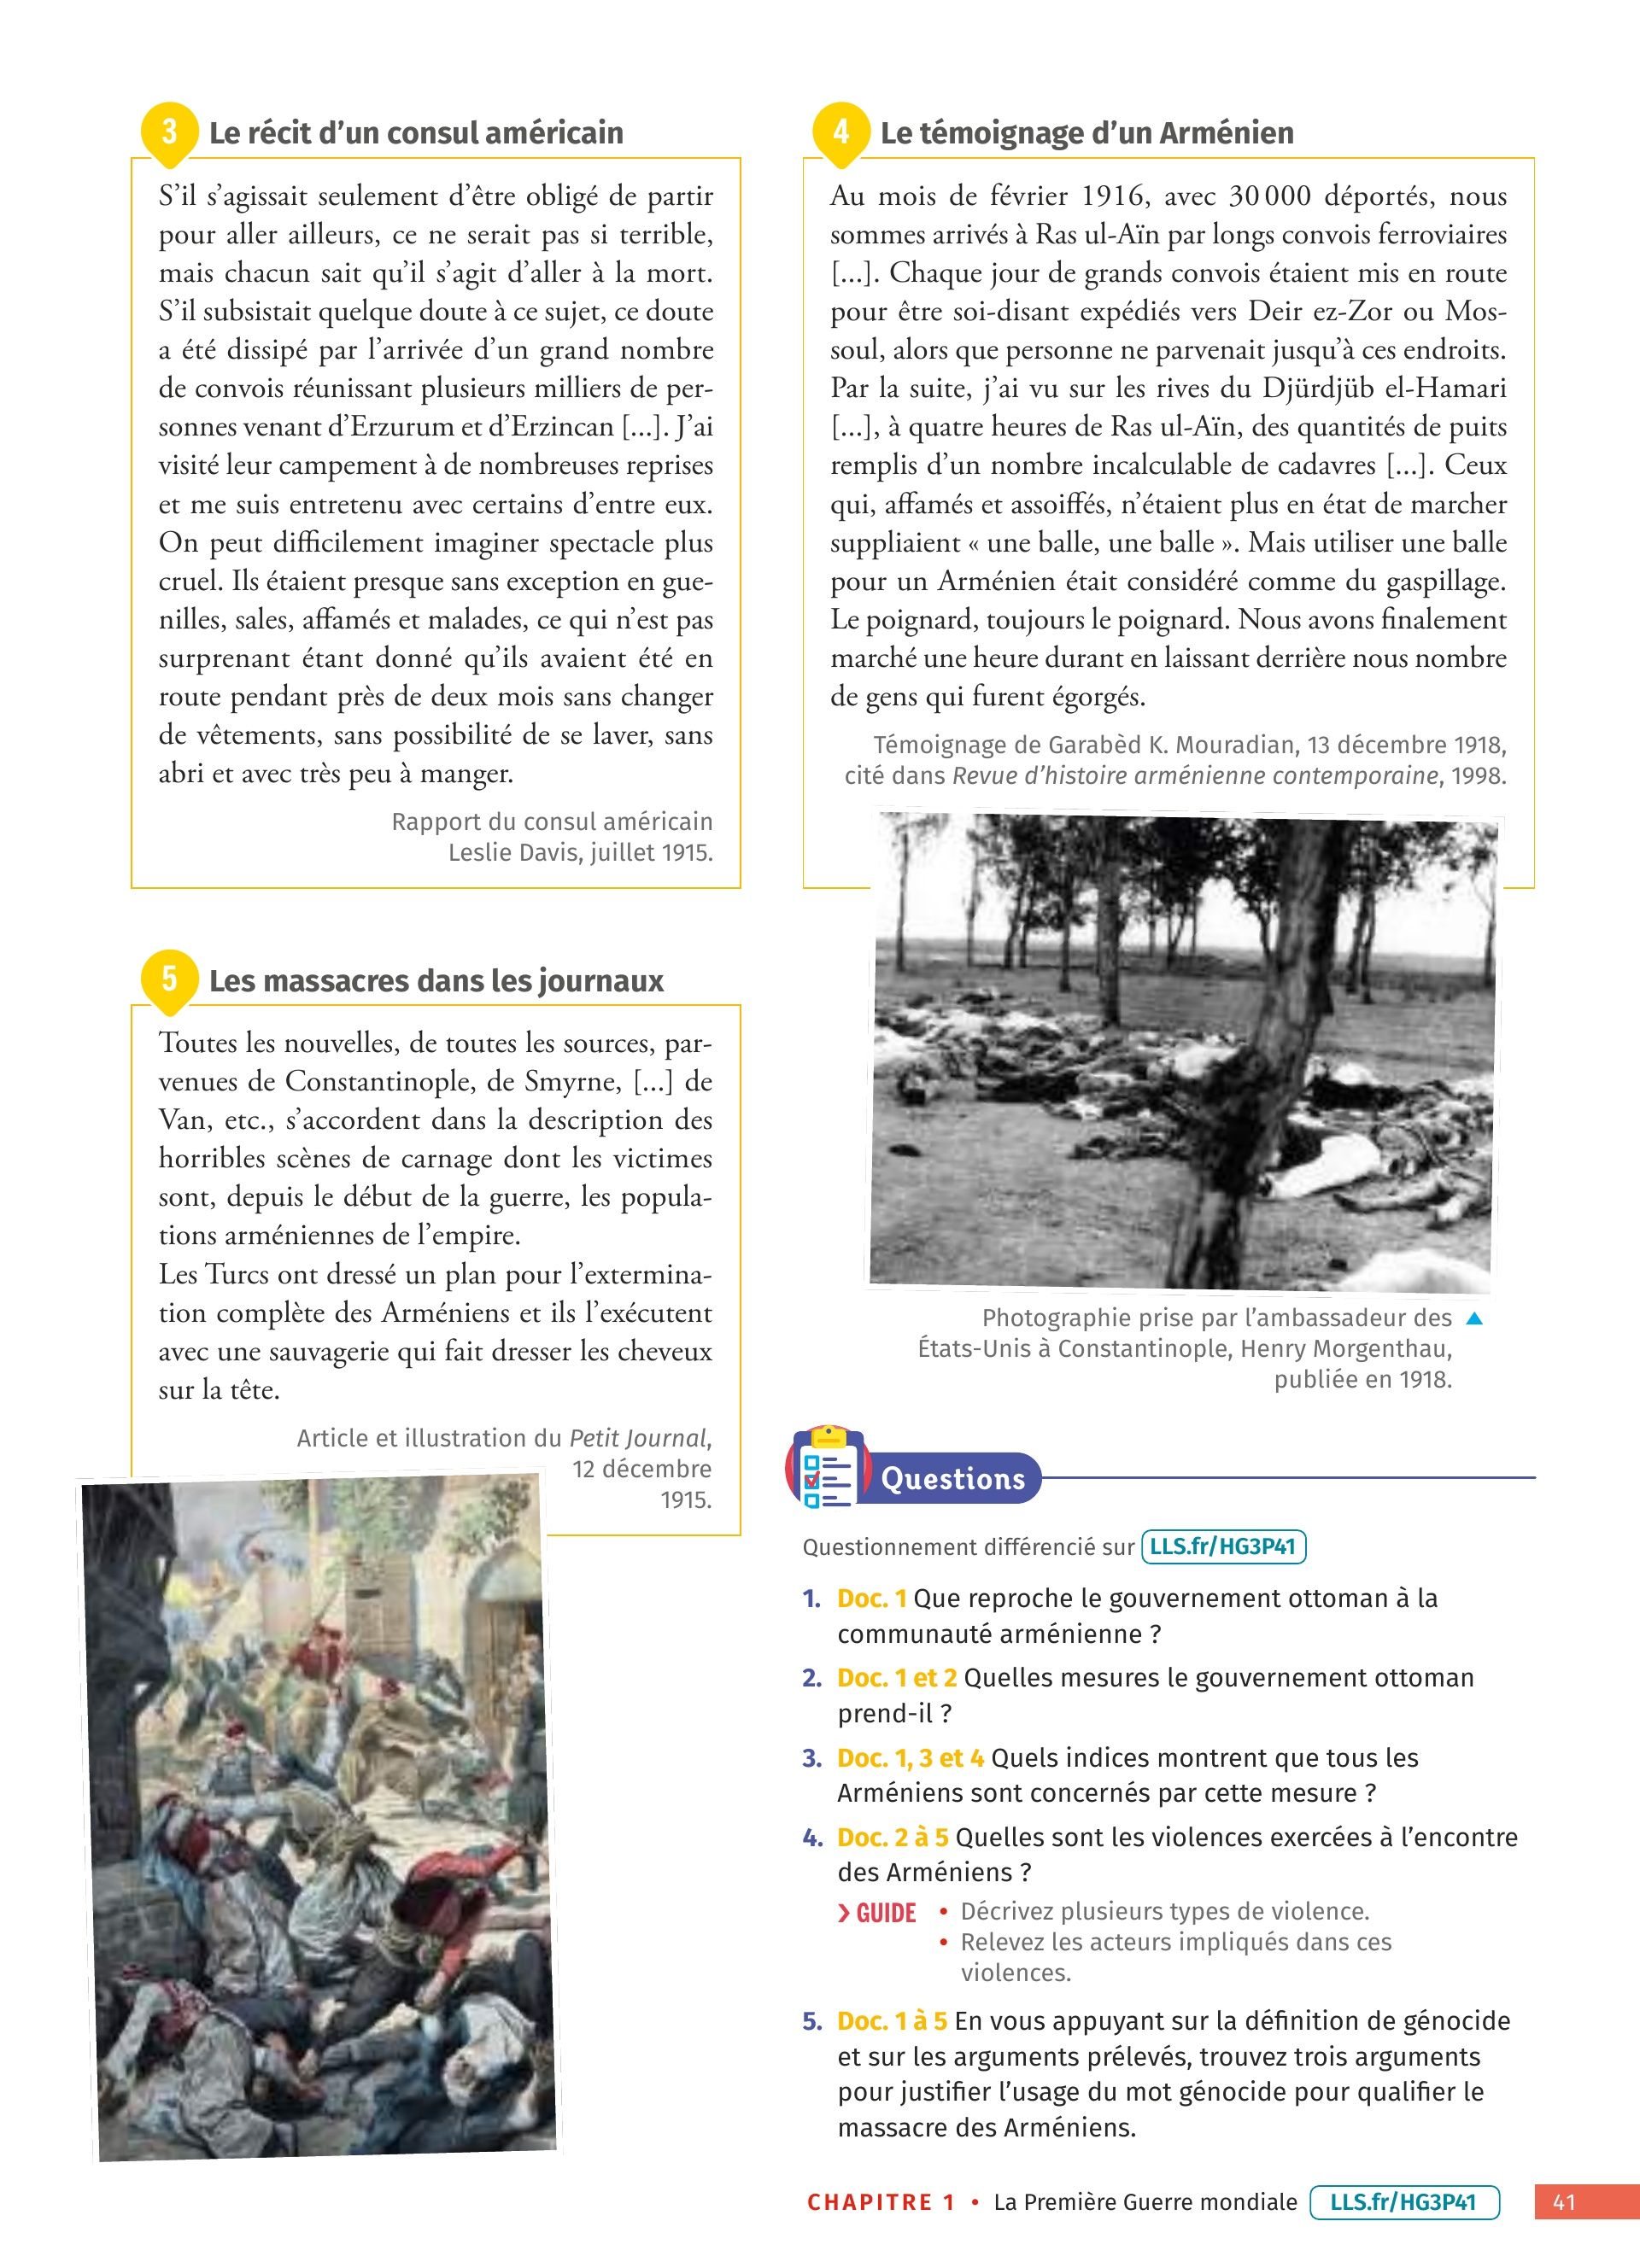 3 Le récit d’un consul américain
S’il s’agissait seulement d’être obligé de partir
pour aller ailleurs, ce ne serait pas si terrible,
mais chacun sait qu’il s’agit d’aller à la mort.
S’il subsistait quelque doute à ce sujet, ce doute
a été dissipé par l’arrivée d’un grand nombre
de convois réunissant plusieurs milliers de per-
sonnes venant d’Erzurum et d’Erzincan [...]. J’ai
visité leur campement à de nombreuses reprises
et me suis entretenu avec certains d’entre eux.
On peut difficilement imaginer spectacle plus
cruel. Ils étaient presque sans exception en gue-
nilles, sales, affamés et malades, ce qui n’est pas
surprenant étant donné qu’ils avaient été en
route pendant près de deux mois sans changer
de vêtements, sans possibilité de se laver, sans
abri et avec très peu à manger.
Rapport du consul américain
Leslie Davis, juillet 1915.
4 Le témoignage d’un Arménien
Au mois de février 1916, avec 30 000 déportés, nous
sommes arrivés à Ras ul-Aïn par longs convois ferroviaires
[...]. Chaque jour de grands convois étaient mis en route
pour être soi-disant expédiés vers Deir ez-Zor ou Mos-
soul, alors que personne ne parvenait jusqu’à ces endroits.
Par la suite, j’ai vu sur les rives du Djürdjüb el-Hamari
[...], à quatre heures de Ras ul-Aïn, des quantités de puits
remplis d’un nombre incalculable de cadavres [...]. Ceux
qui, affamés et assoiffés, n’étaient plus en état de marcher
suppliaient « une balle, une balle ». Mais utiliser une balle
pour un Arménien était considéré comme du gaspillage.
Le poignard, toujours le poignard. Nous avons finalement
marché une heure durant en laissant derrière nous nombre
de gens qui furent égorgés.
Témoignage de Garabèd K. Mouradian, 13 décembre 1918,
cité dans Revue d’histoire arménienne contemporaine, 1998.
Photographie prise par l’ambassadeur des
États-Unis à Constantinople, Henry Morgenthau,
publiée en 1918.
5 Les massacres dans les journaux
Toutes les nouvelles, de toutes les sources, par-
venues de Constantinople, de Smyrne, [...] de
Van, etc., s’accordent dans la description des
horribles scènes de carnage dont les victimes
sont, depuis le début de la guerre, les popula-
tions arméniennes de l’empire.
Les Turcs ont dressé un plan pour l’extermina-
tion complète des Arméniens et ils l’exécutent
avec une sauvagerie qui fait dresser les cheveux
sur la tête.
Article et illustration du Petit Journal,
12 décembre
1915.
Questions
Questionnement différencié sur LLS.fr/HG3P41
1. Doc. 1 Que reproche le gouvernement ottoman à la
communauté arménienne ?
2. Doc. 1 et 2 Quelles mesures le gouvernement ottoman
prend-il ?
3. Doc. 1, 3 et 4 Quels indices montrent que tous les
Arméniens sont concernés par cette mesure ?
4. Doc. 2 à 5 Quelles sont les violences exercées à l’encontre
des Arméniens ?
› GUIDE • Décrivez plusieurs types de violence.
• Relevez les acteurs impliqués dans ces
violences.
5. Doc. 1 à 5 En vous appuyant sur la définition de génocide
et sur les arguments prélevés, trouvez trois arguments
pour justifier l’usage du mot génocide pour qualifier le
massacre des Arméniens.
CHAPITRE 1 • La Première Guerre mondiale LLS.fr/HG3P41 41